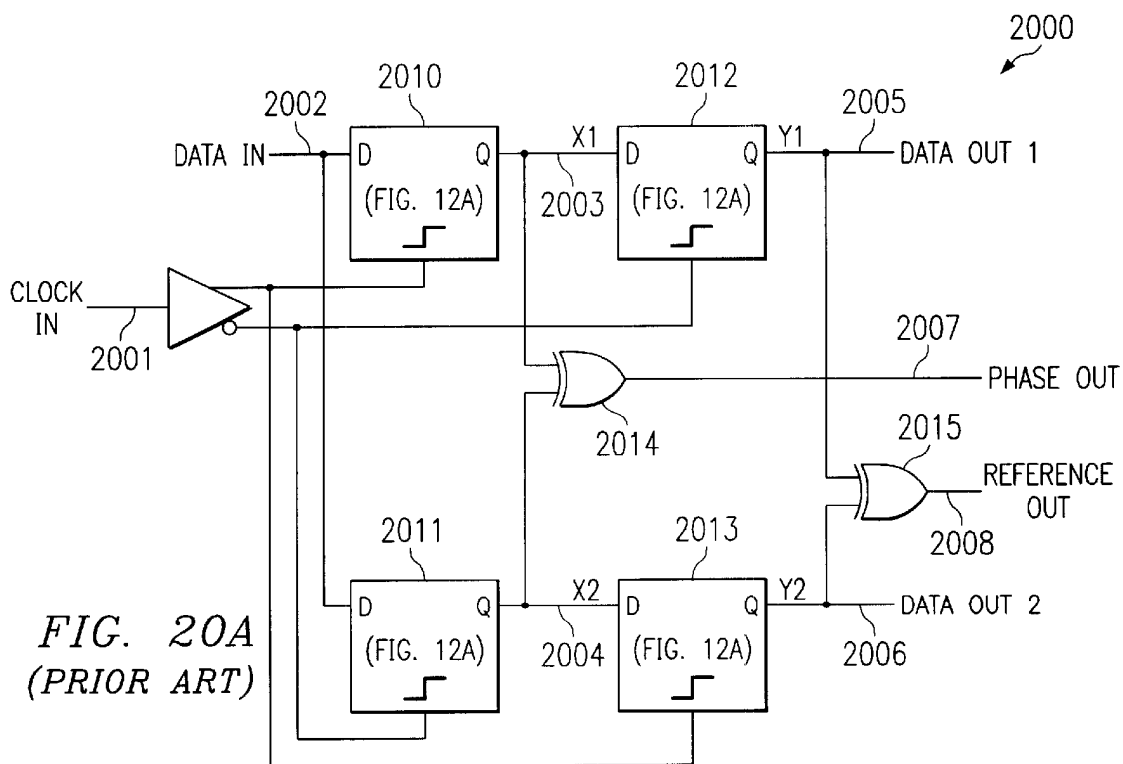 2000
2010
2012
2002
2005
DATA IN
D
Q
X1
D
Q
Y1
DATA OUT 1
(FIG. 12A)
2003
(FIG. 12A)
CLOCK
IN
2001
2007
PHASE OUT
2014
2015
REFERENCE
OUT
2008
2011
2013
D
Q
X2
D
Q
Y2
DATA OUT 2
(FIG. 12A)
2004
(FIG. 12A)
2006
FIG. 20A
(PRIOR ART)